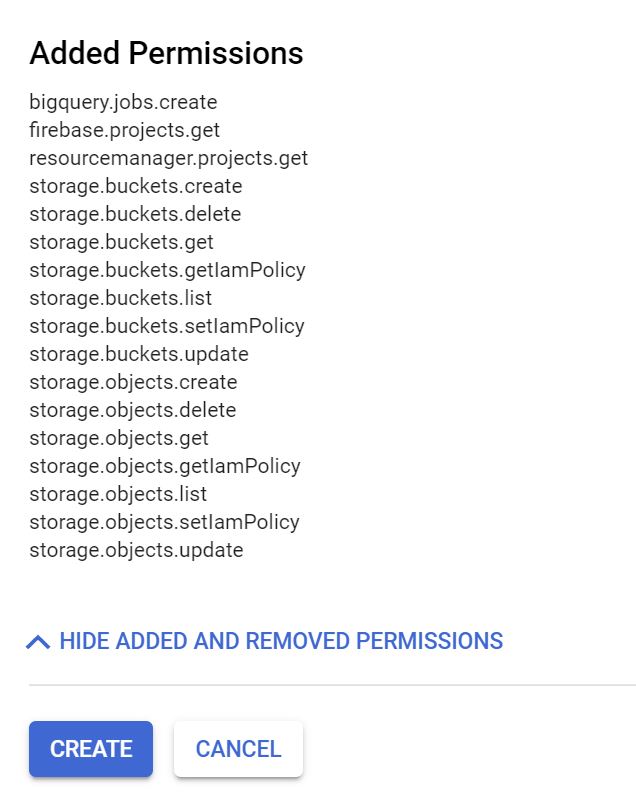 Added Permissions
bigquery.jobs.create
firebase.projects.get
resourcemanager.projects.get
storage.buckets.create
storage.buckets.delete
storage.buckets.get
storage.buckets.getIamPolicy
storage.buckets.list
storage.buckets.setIamPolicy
storage.buckets.update
storage.objects.create
storage.objects.delete
storage.objects.get
storage.objects.getIamPolicy
storage.objects.list
storage.objects.setIamPolicy
storage.objects.update
HIDE ADDED AND REMOVED PERMISSIONS
CREATE CANCEL